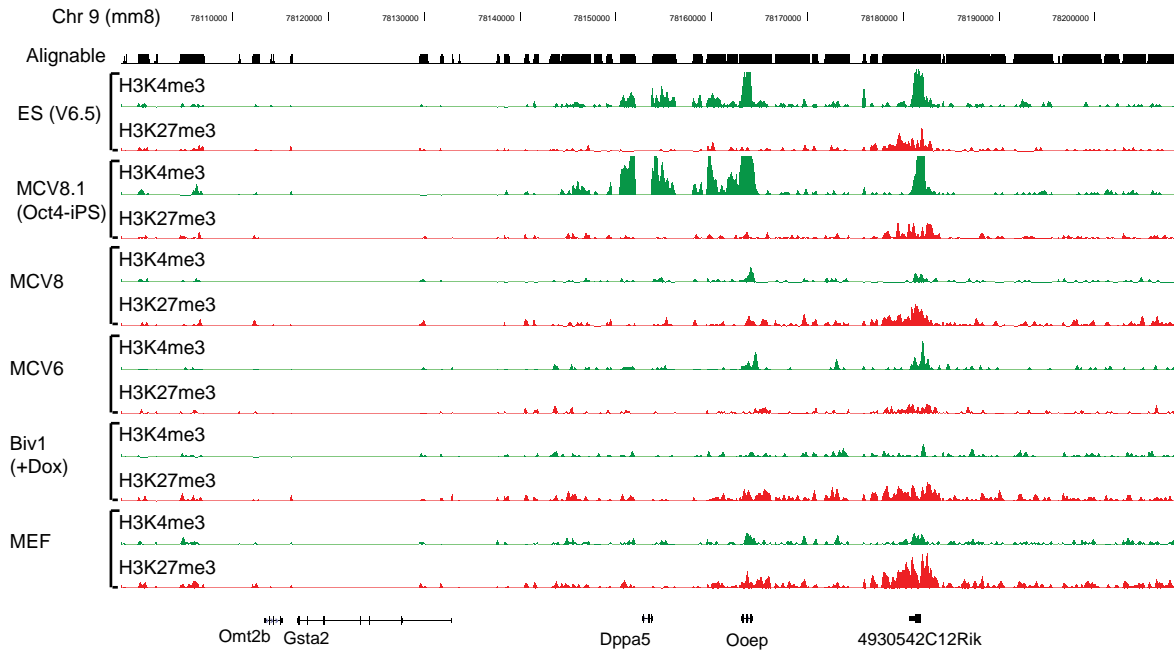 Chr 9 (mm8) 78110000 78120000 78130000 78140000 78150000 78160000 78170000 78180000 78190000 78200000
Alignable
ES (V6.5)
H3K4me3
H3K27me3
MCV8.1
(Oct4-iPS)
H3K4me3
H3K27me3
MCV8
H3K4me3
H3K27me3
MCV6
H3K4me3
H3K27me3
Biv1
(+Dox)
H3K4me3
H3K27me3
MEF
H3K4me3
H3K27me3
Omt2b Gsta2 Dppa5 Ooep 4930542C12Rik